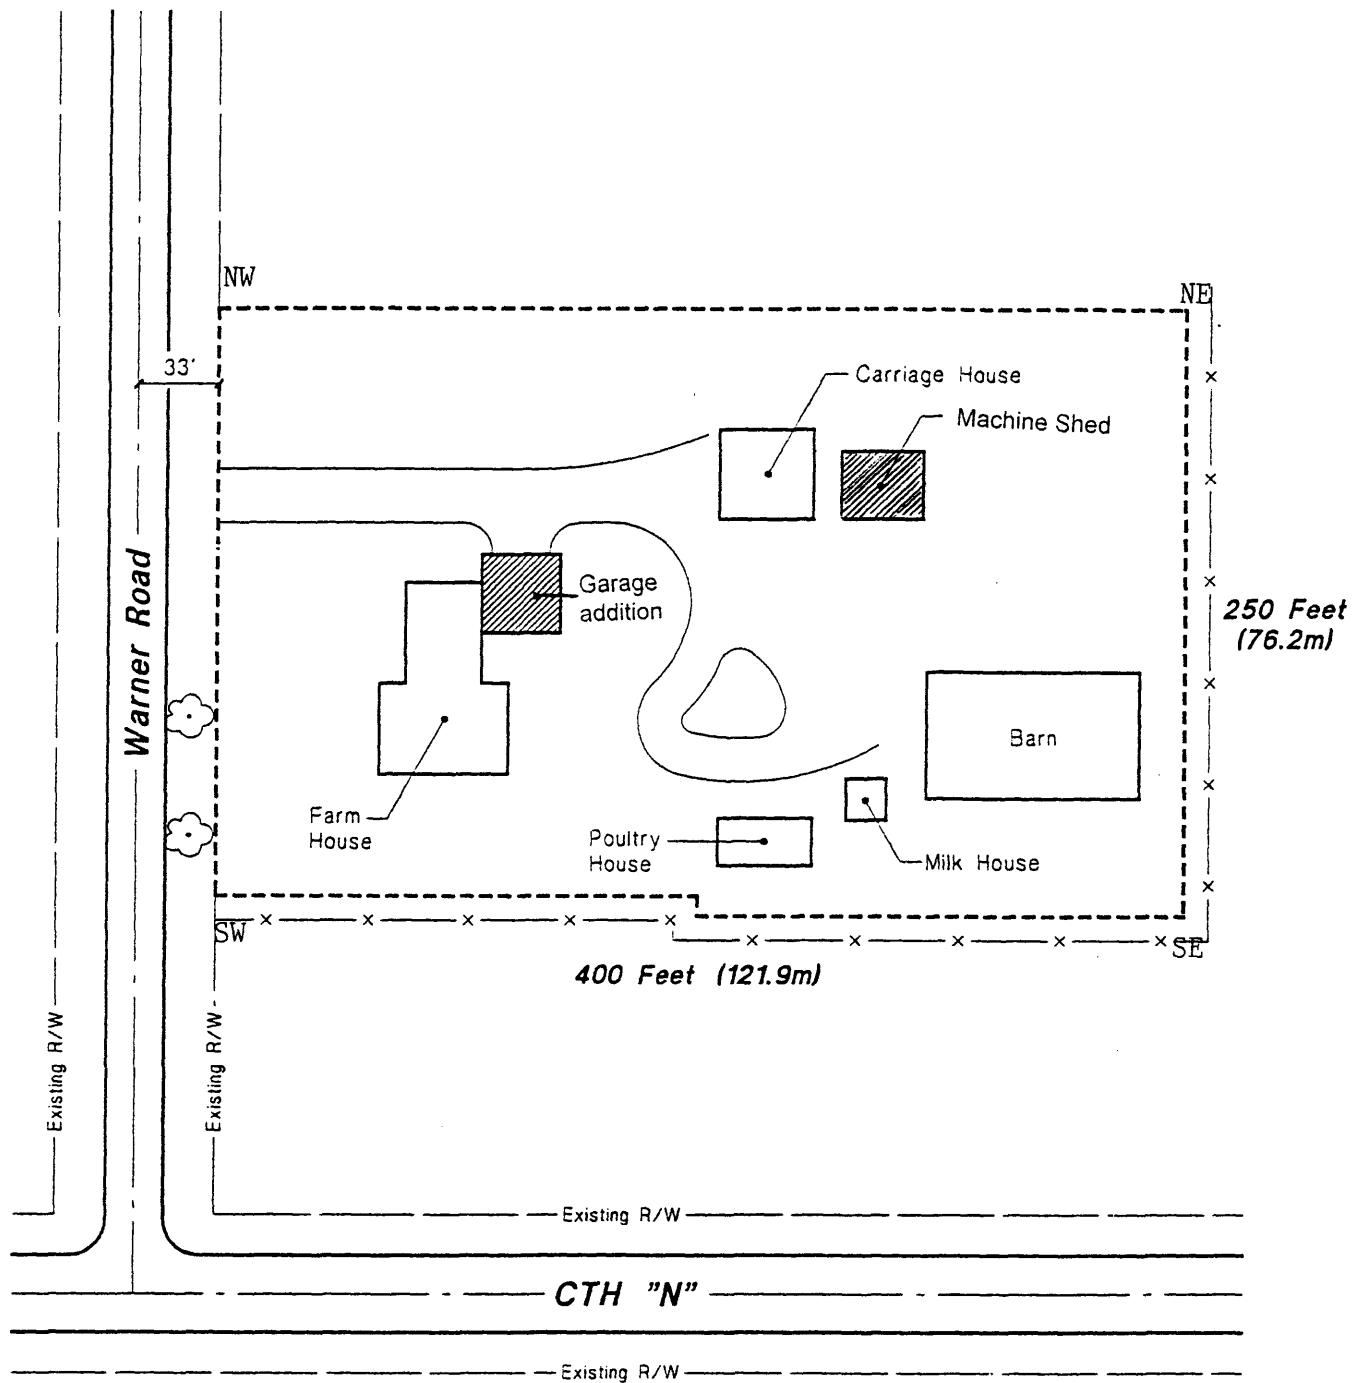 NW
NE
33'
Carriage House
Machine Shed
Warner Road
Garage
addition
250 Feet
(76.2m)
Barn
Farm
House
Poultry
House
Milk House
SW
SE
400 Feet (121.9m)
Existing R/W
Existing R/W
Existing R/W
CTH "N"
Existing R/W